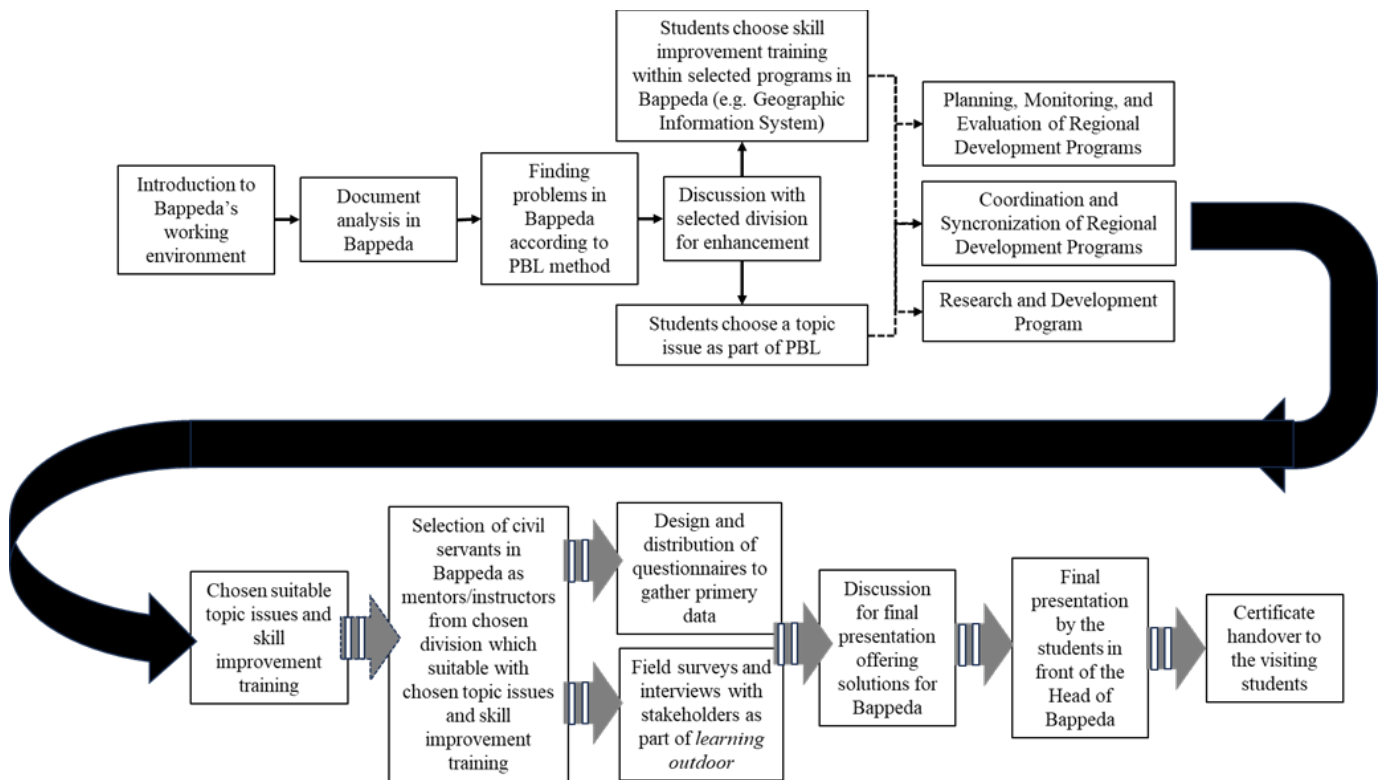 Introduction to
Bappeda’s
working
environment
Document
analysis in
Bappeda
Finding
problems in
Bappeda
according to
PBL method
Discussion with
selected division
for enhancement
Students choose skill
improvement training
within selected programs in
Bappeda (e.g. Geographic
Information System)
Students choose a topic
issue as part of PBL
Planning, Monitoring, and
Evaluation of Regional
Development Programs
Coordination and
Syncronization of Regional
Development Programs
Research and Development
Program
Chosen suitable
topic issues and
skill
improvement
training
Selection of civil
servants in
Bappeda as
mentors/instructors
from chosen division
which suitable with
chosen topic issues
and skill
improvement
training
Design and
distribution of
questionnaires to
gather primery
data
Field surveys and
interviews with
stakeholders as
part of learning
outdoor
Discussion for
final
presentation
offering
solutions for
Bappeda
Final
presentation
by the
students in
front of the
Head of
Bappeda
Certificate
handover to
the visiting
students